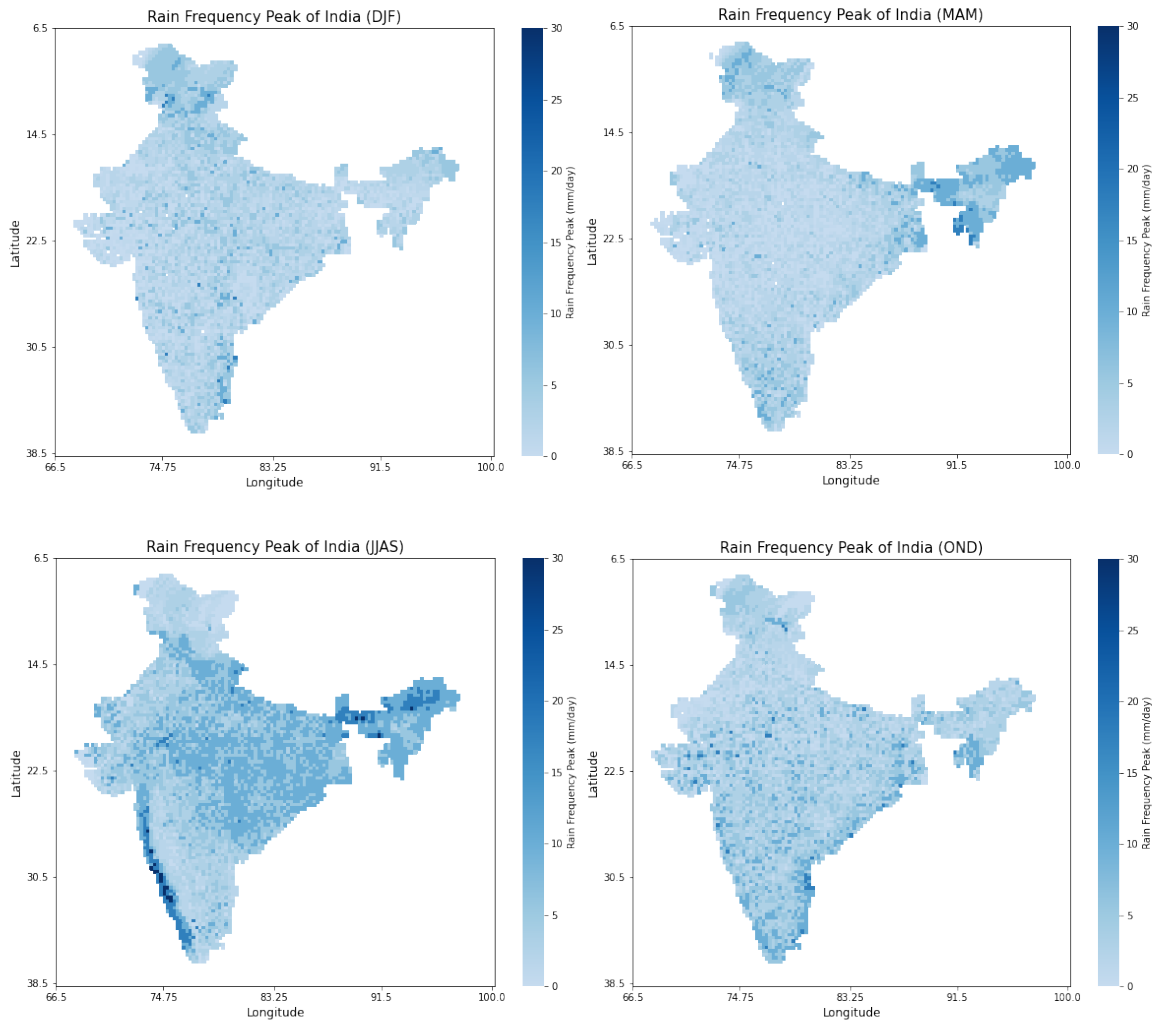 Rain Frequency Peak of India (DJF)
6.5
14.5
22.5
30.5
38.5
Latitude
66.5 74.75 83.25 91.5 100.0
Longitude
30
25
20
15
10
5
0
Rain Frequency Peak (mm/day)
Rain Frequency Peak of India (MAM)
6.5
14.5
22.5
30.5
38.5
Latitude
66.5 74.75 83.25 91.5 100.0
Longitude
30
25
20
15
10
5
0
Rain Frequency Peak (mm/day)
Rain Frequency Peak of India (JJAS)
6.5
14.5
22.5
30.5
38.5
Latitude
66.5 74.75 83.25 91.5 100.0
Longitude
30
25
20
15
10
5
0
Rain Frequency Peak (mm/day)
Rain Frequency Peak of India (OND)
6.5
14.5
22.5
30.5
38.5
Latitude
66.5 74.75 83.25 91.5 100.0
Longitude
30
25
20
15
10
5
0
Rain Frequency Peak (mm/day)